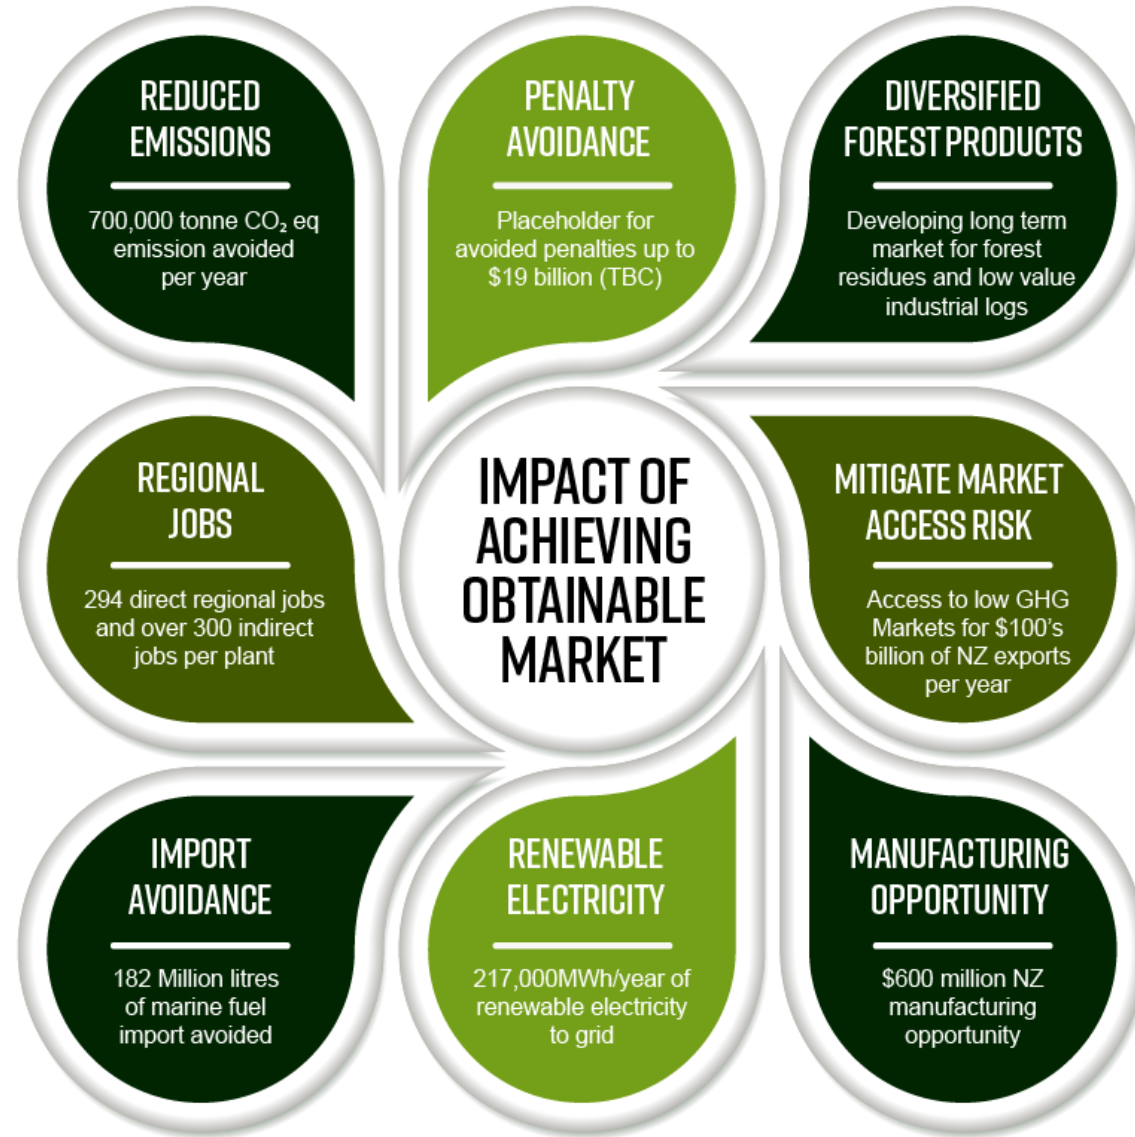 REDUCED
EMISSIONS
700,000 tonne CO₂ eq
emission avoided
per year
PENALTY
AVOIDANCE
Placeholder for
avoided penalties up to
$19 billion (TBC)
DIVERSIFIED
FOREST PRODUCTS
Developing long term
market for forest
residues and low value
industrial logs
REGIONAL
JOBS
294 direct regional jobs
and over 300 indirect
jobs per plant
IMPACT OF
ACHIEVING
OBTAINABLE
MARKET
MITIGATE MARKET
ACCESS RISK
Access to low GHG
Markets for $100's
billion of NZ exports
per year
IMPORT
AVOIDANCE
182 Million litres
of marine fuel
import avoided
RENEWABLE
ELECTRICITY
217,000MWh/year of
renewable electricity
to grid
MANUFACTURING
OPPORTUNITY
$600 million NZ
manufacturing
opportunity